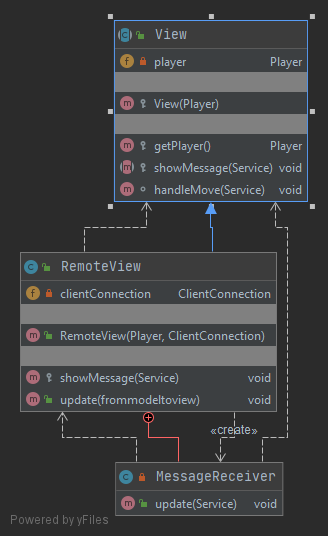 View
player Player
View(Player)
getPlayer() Player
showMessage(Service) void
handleMove(Service) void
RemoteView
clientConnection ClientConnection
RemoteView(Player, ClientConnection)
showMessage(Service) void
update(frommodeltoview) void
«create»
MessageReceiver
update(Service) void
Powered by yFiles